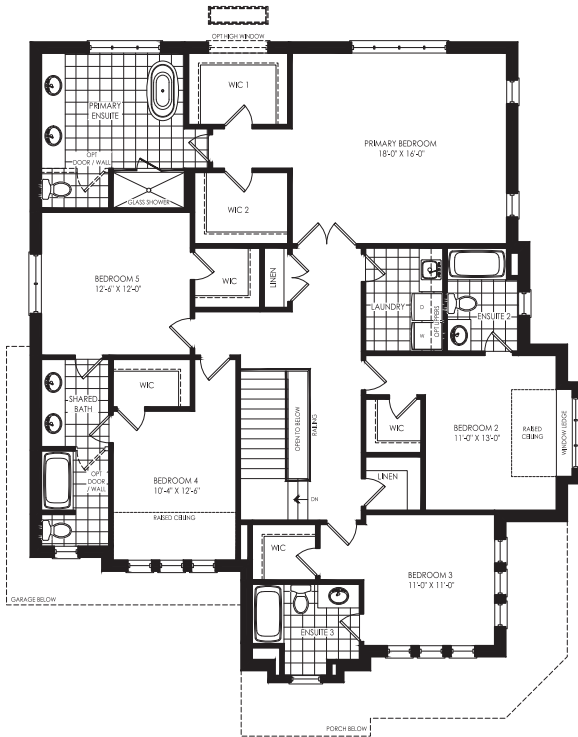 OPT HIGH WINDOW
WIC 1
PRIMARY
ENSUITE
PRIMARY BEDROOM
18'-0" X 16'-0"
OPT
DOOR / WALL
GLASS SHOWER
WIC 2
BEDROOM 5
12'-6" X 12'-0"
WIC
LINEN
LAUNDRY
D
W
OPT UPPERS
ENSUITE 2
SHARED
BATH
WIC
OPEN TO BELOW
RAILING
WIC
BEDROOM 2
11'-0" X 13'-0"
RAISED
CEILING
WINDOW LEDGE
OPT
DOOR
/ WALL
BEDROOM 4
10'-4" X 12'-6"
RAISED CEILING
LINEN
DN
WIC
BEDROOM 3
11'-0" X 11'-0"
GARAGE BELOW
ENSUITE 3
PORCH BELOW